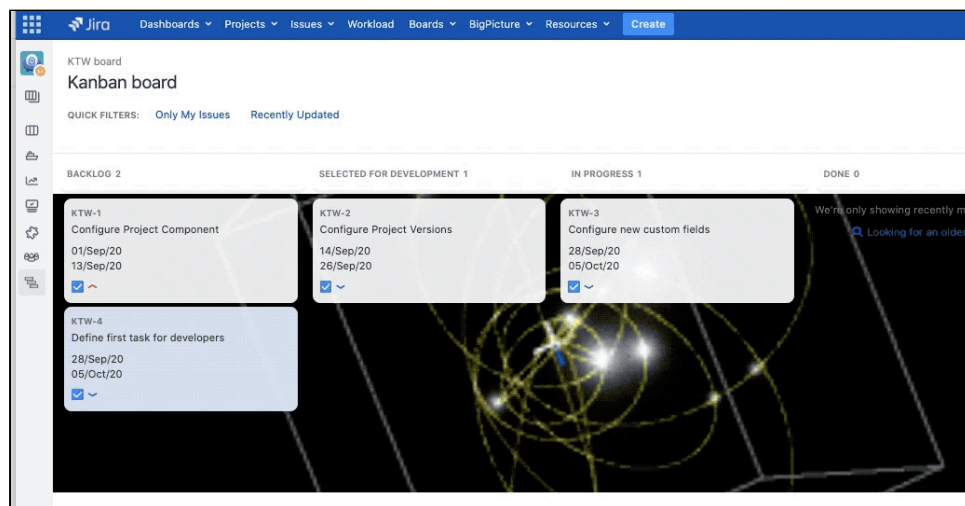 Jira Dashboards Projects Issues Workload Boards BigPicture Resources Create
KTW board
Kanban board
QUICK FILTERS: Only My Issues Recently Updated
BACKLOG 2 SELECTED FOR DEVELOPMENT 1 IN PROGRESS 1 DONE 0
KTW-1
Configure Project Component
01/Sep/20
13/Sep/20
KTW-4
Define first task for developers
28/Sep/20
05/Oct/20
KTW-2
Configure Project Versions
14/Sep/20
26/Sep/20
KTW-3
Configure new custom fields
28/Sep/20
05/Oct/20
We're only showing recently m
Looking for an older